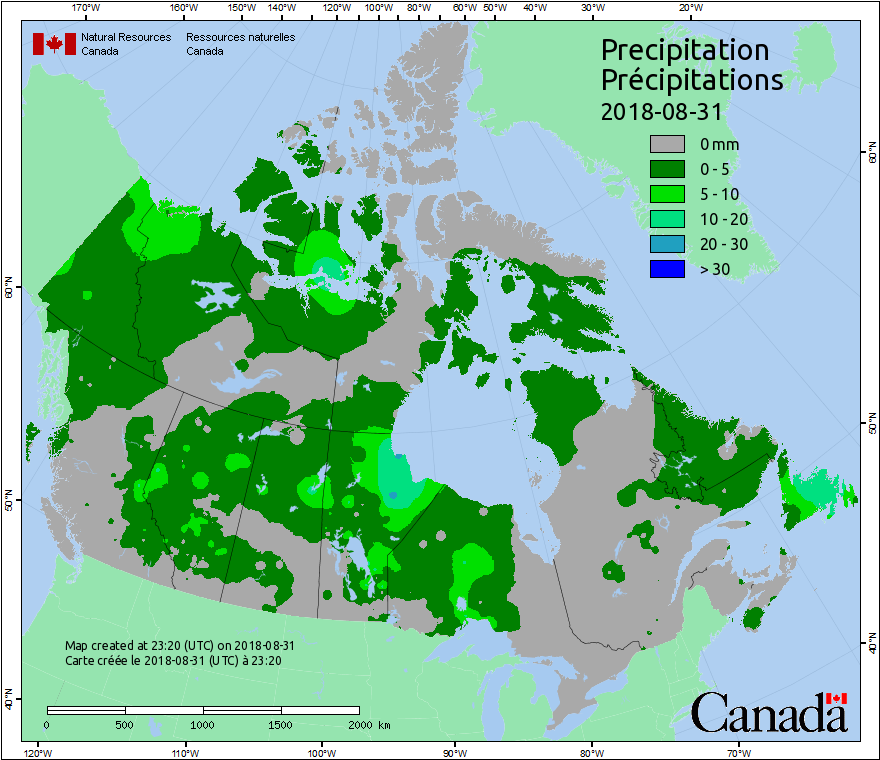 170°W 160°W 150°W 140°W 120°W 100°W 80°W 60°W 50°W 40°W 30°W 20°W
Natural Resources Canada
Ressources naturelles Canada
Precipitation
Précipitations
2018-08-31
0 mm
0 - 5
5 - 10
10 - 20
20 - 30
> 30
60°N
50°N
40°N
60°N
50°N
40°N
Map created at 23:20 (UTC) on 2018-08-31
Carte créée le 2018-08-31 (UTC) à 23:20
0 500 1000 1500 2000 km
Canada
120°W 110°W 100°W 90°W 80°W 70°W